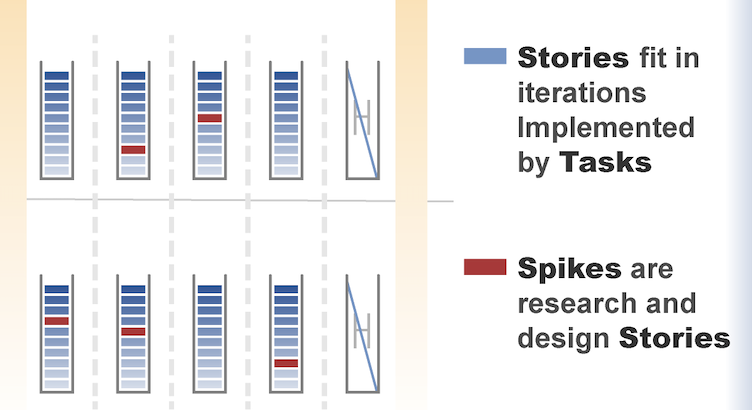 H
Stories fit in
iterations
Implemented
by Tasks
H
Spikes are
research and
design Stories